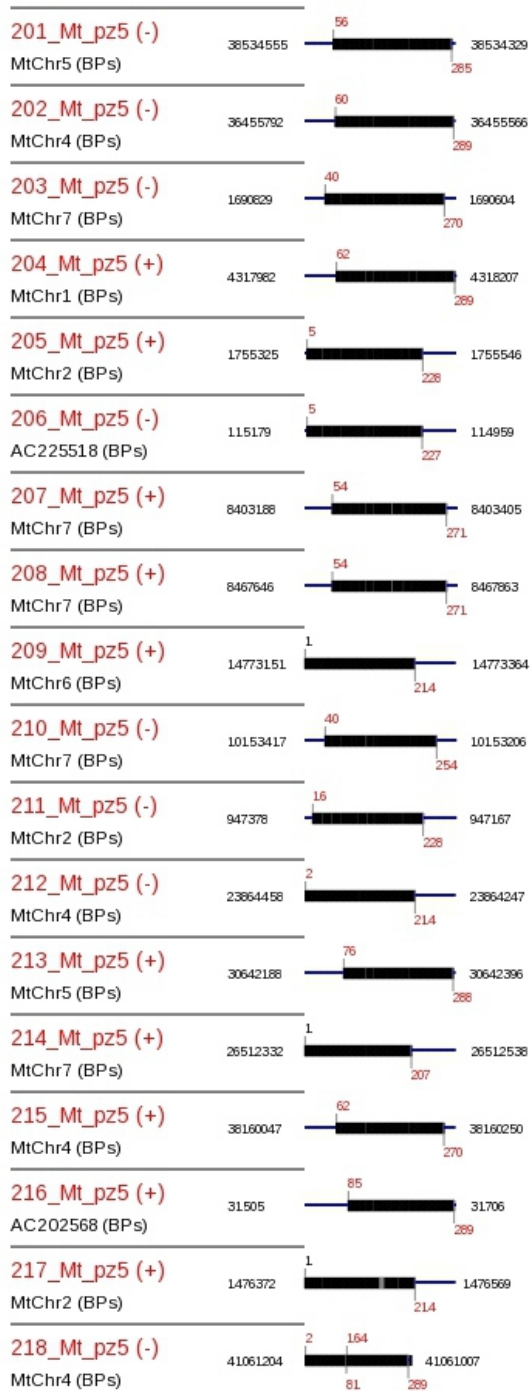 201_Mt_pz5 (-)
MtChr5 (BPs)
38534555 56 285 38534329
202_Mt_pz5 (-)
MtChr4 (BPs)
36455792 60 289 36455566
203_Mt_pz5 (-)
MtChr7 (BPs)
1690829 40 270 1690604
204_Mt_pz5 (+)
MtChr1 (BPs)
4317982 62 289 4318207
205_Mt_pz5 (+)
MtChr2 (BPs)
1755325 5 228 1755546
206_Mt_pz5 (-)
AC225518 (BPs)
115179 5 227 114959
207_Mt_pz5 (+)
MtChr7 (BPs)
8403188 54 271 8403405
208_Mt_pz5 (+)
MtChr7 (BPs)
8467646 54 271 8467863
209_Mt_pz5 (+)
MtChr6 (BPs)
14773151 1 214 14773364
210_Mt_pz5 (-)
MtChr7 (BPs)
10153417 40 254 10153206
211_Mt_pz5 (-)
MtChr2 (BPs)
947378 16 228 947167
212_Mt_pz5 (-)
MtChr4 (BPs)
23864458 2 214 23864247
213_Mt_pz5 (+)
MtChr5 (BPs)
30642188 76 288 30642396
214_Mt_pz5 (+)
MtChr7 (BPs)
26512332 1 207 26512538
215_Mt_pz5 (+)
MtChr4 (BPs)
38160047 62 270 38160250
216_Mt_pz5 (+)
AC202568 (BPs)
31505 85 289 31706
217_Mt_pz5 (+)
MtChr2 (BPs)
1476372 1 214 1476569
218_Mt_pz5 (-)
MtChr4 (BPs)
41061204 2 164 81 289 41061007